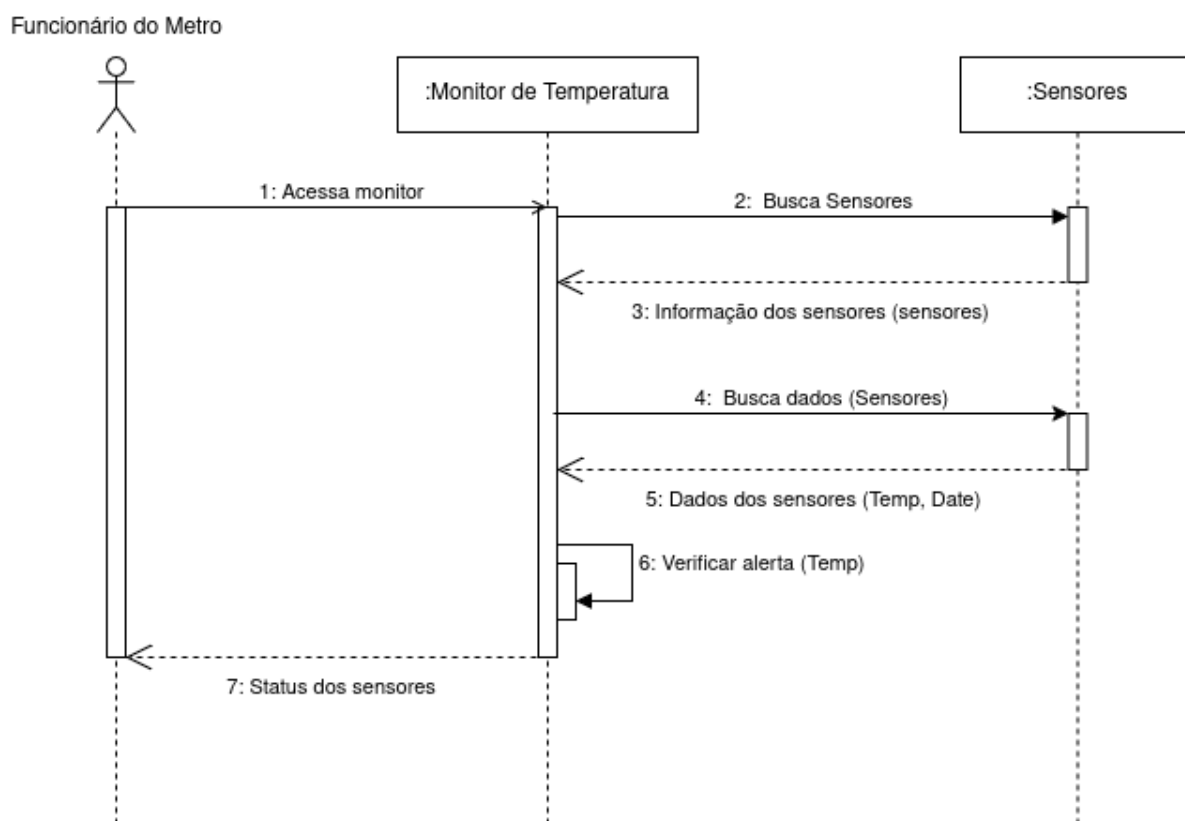 Funcionário do Metro
:Monitor de Temperatura
:Sensores
1: Acessa monitor
2:  Busca Sensores
3: Informação dos sensores (sensores)
4:  Busca dados (Sensores)
5: Dados dos sensores (Temp, Date)
6: Verificar alerta (Temp)
7: Status dos sensores